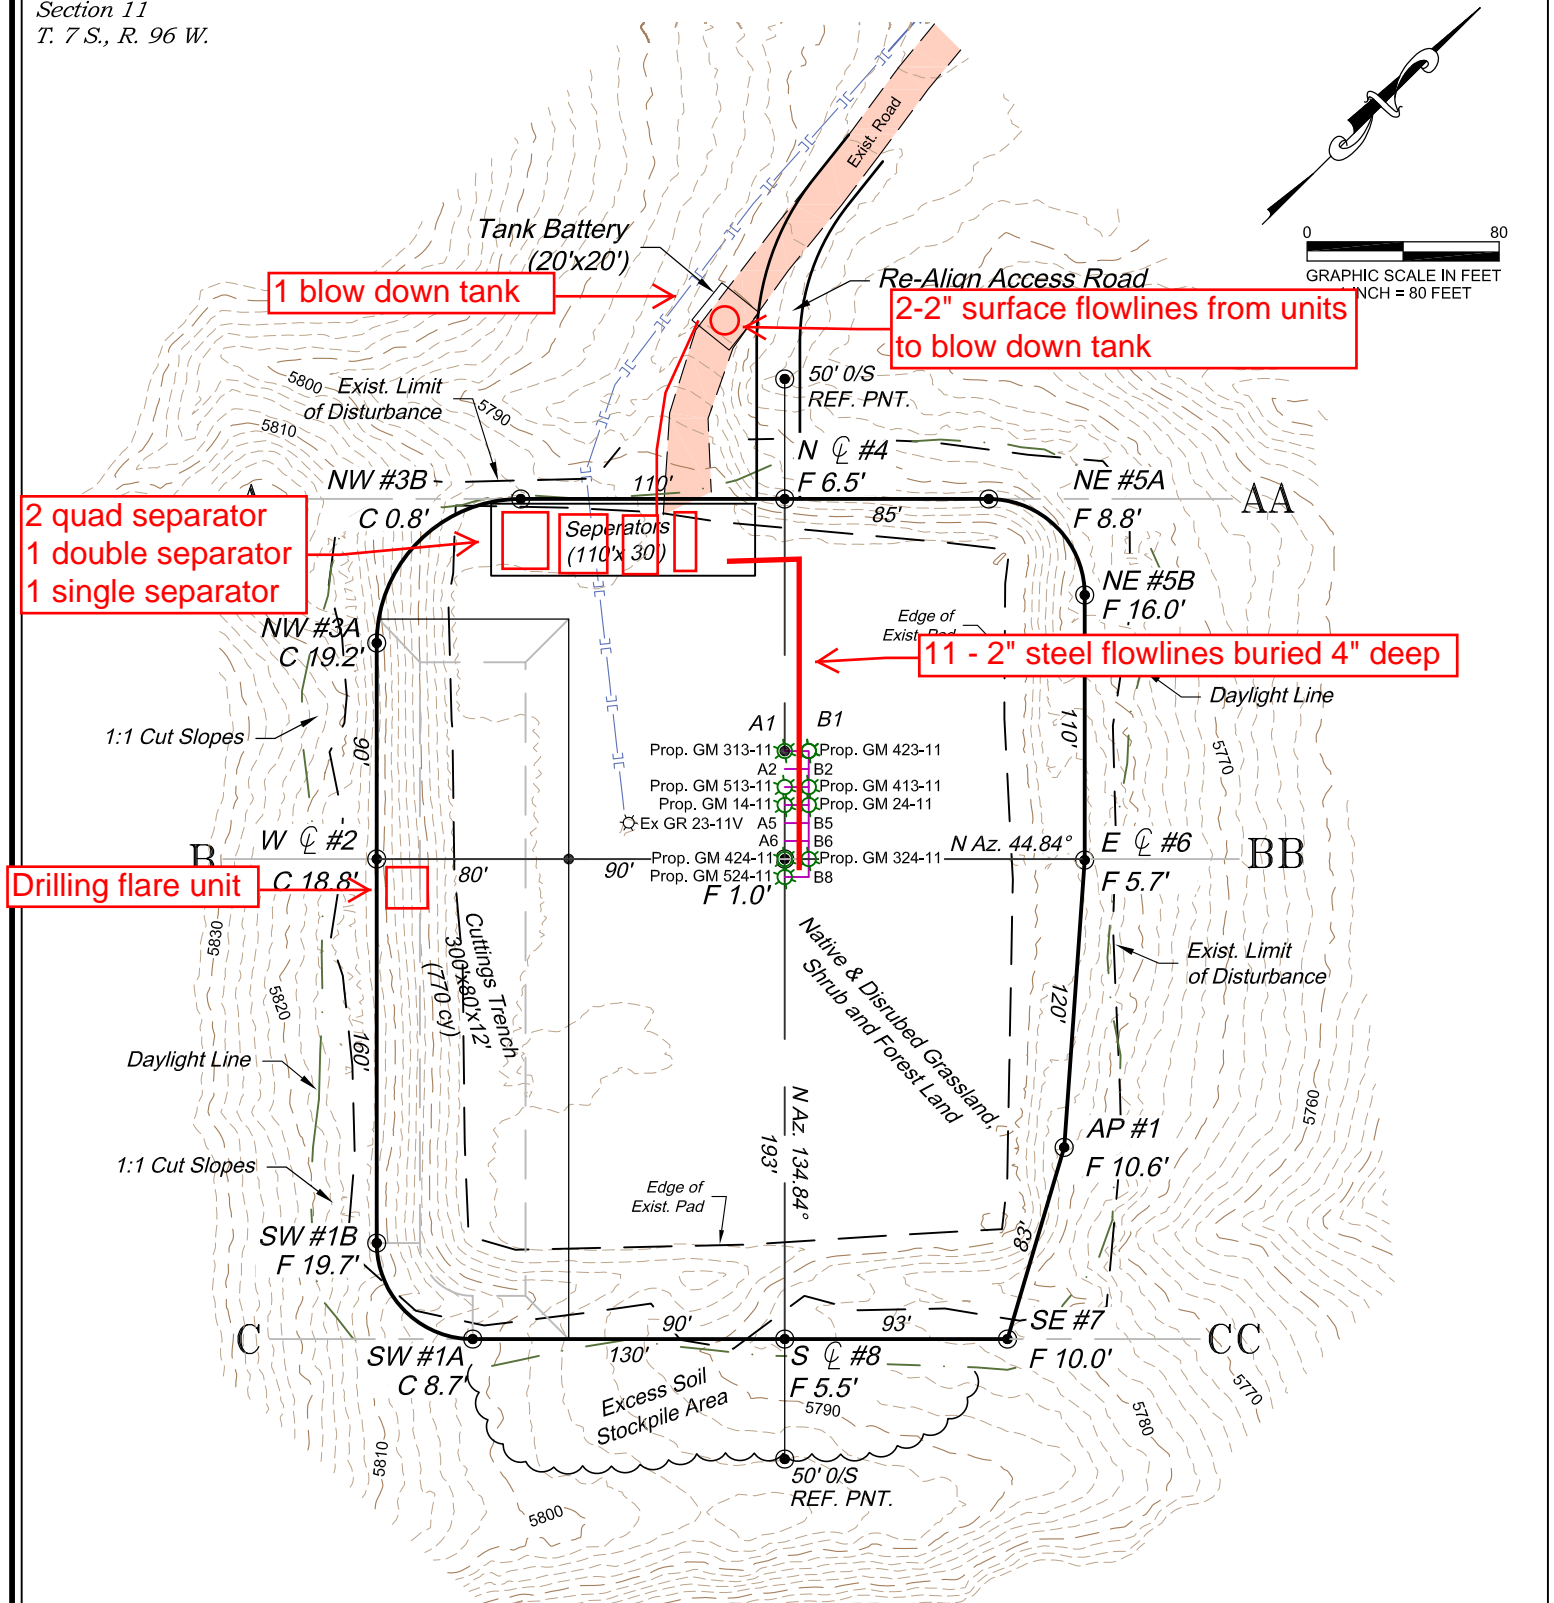 Section 11
T. 7 S., R. 96 W.
Exist. Road
0 80
GRAPHIC SCALE IN FEET
INCH = 80 FEET
Tank Battery
(20'x20')
1 blow down tank
Re-Align Access Road
2-2" surface flowlines from units
to blow down tank
50' 0/S
REF. PNT.
5800
Exist. Limit
of Disturbance
5790
5810
N ℄ #4
F 6.5'
NW #3B
C 0.8'
110'
85'
NE #5A
F 8.8'
AA
2 quad separator
1 double separator
1 single separator
Seperators
(110'x 30')
NE #5B
F 16.0'
Edge of
Exist. Pad
NW #3A
C 19.2'
11 - 2" steel flowlines buried 4" deep
Daylight Line
1:1 Cut Slopes
90'
110'
5770
A1 B1
Prop. GM 313-11 Prop. GM 423-11
A2 B2
Prop. GM 513-11 Prop. GM 413-11
Prop. GM 14-11 Prop. GM 24-11
Ex GR 23-11V A5 B5
A6 B6
Prop. GM 424-11 Prop. GM 324-11
Prop. GM 524-11 B8
F 1.0'
N Az. 44.84°
B
W ℄ #2
C 18.8'
80'
90'
E ℄ #6
F 5.7'
BB
Drilling flare unit
5830
Cuttings Trench
300'x80'x12'
(770 cy)
Native & Disrubed Grassland,
Shrub and Forest Land
Exist. Limit
of Disturbance
5820
160'
120'
Daylight Line
N Az. 134.84°
193'
5760
AP #1
F 10.6'
1:1 Cut Slopes
Edge of
Exist. Pad
83'
SW #1B
F 19.7'
C
90'
93'
SE #7
F 10.0'
CC
SW #1A
C 8.7'
130'
S ℄ #8
F 5.5'
5790
Excess Soil
Stockpile Area
5770
5780
5810
50' 0/S
REF. PNT.
5800